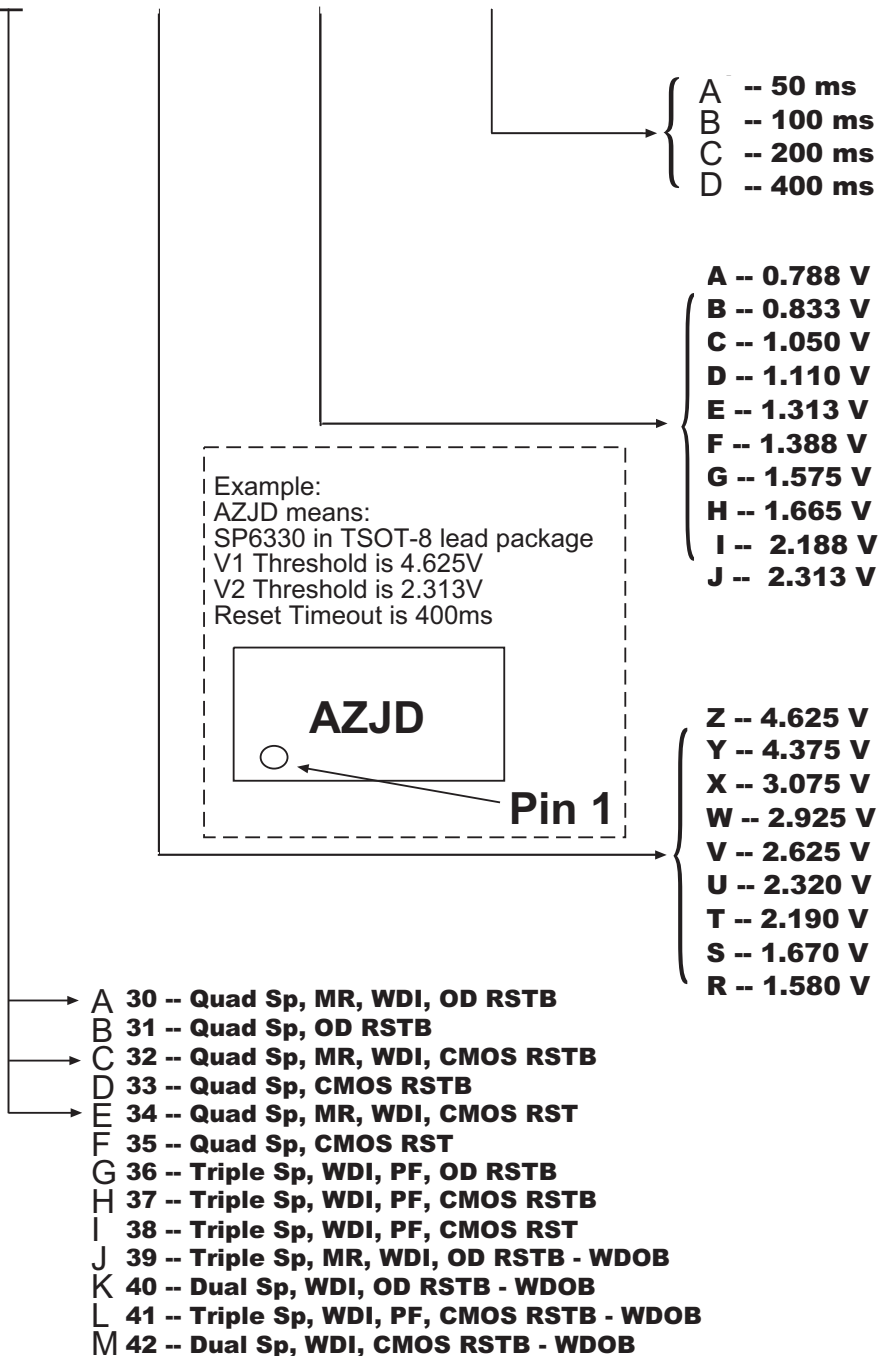 A -- 50 ms
B -- 100 ms
C -- 200 ms
D -- 400 ms
A -- 0.788 V
B -- 0.833 V
C -- 1.050 V
D -- 1.110 V
E -- 1.313 V
F -- 1.388 V
G -- 1.575 V
H -- 1.665 V
I -- 2.188 V
J -- 2.313 V
Example:
AZJD means:
SP6330 in TSOT-8 lead package
V1 Threshold is 4.625V
V2 Threshold is 2.313V
Reset Timeout is 400ms
AZJD
Pin 1
Z -- 4.625 V
Y -- 4.375 V
X -- 3.075 V
W -- 2.925 V
V -- 2.625 V
U -- 2.320 V
T -- 2.190 V
S -- 1.670 V
R -- 1.580 V
A 30 -- Quad Sp, MR, WDI, OD RSTB
B 31 -- Quad Sp, OD RSTB
C 32 -- Quad Sp, MR, WDI, CMOS RSTB
D 33 -- Quad Sp, CMOS RSTB
E 34 -- Quad Sp, MR, WDI, CMOS RST
F 35 -- Quad Sp, CMOS RST
G 36 -- Triple Sp, WDI, PF, OD RSTB
H 37 -- Triple Sp, WDI, PF, CMOS RSTB
I 38 -- Triple Sp, WDI, PF, CMOS RST
J 39 -- Triple Sp, MR, WDI, OD RSTB - WDOB
K 40 -- Dual Sp, WDI, OD RSTB - WDOB
L 41 -- Triple Sp, WDI, PF, CMOS RSTB - WDOB
M 42 -- Dual Sp, WDI, CMOS RSTB - WDOB